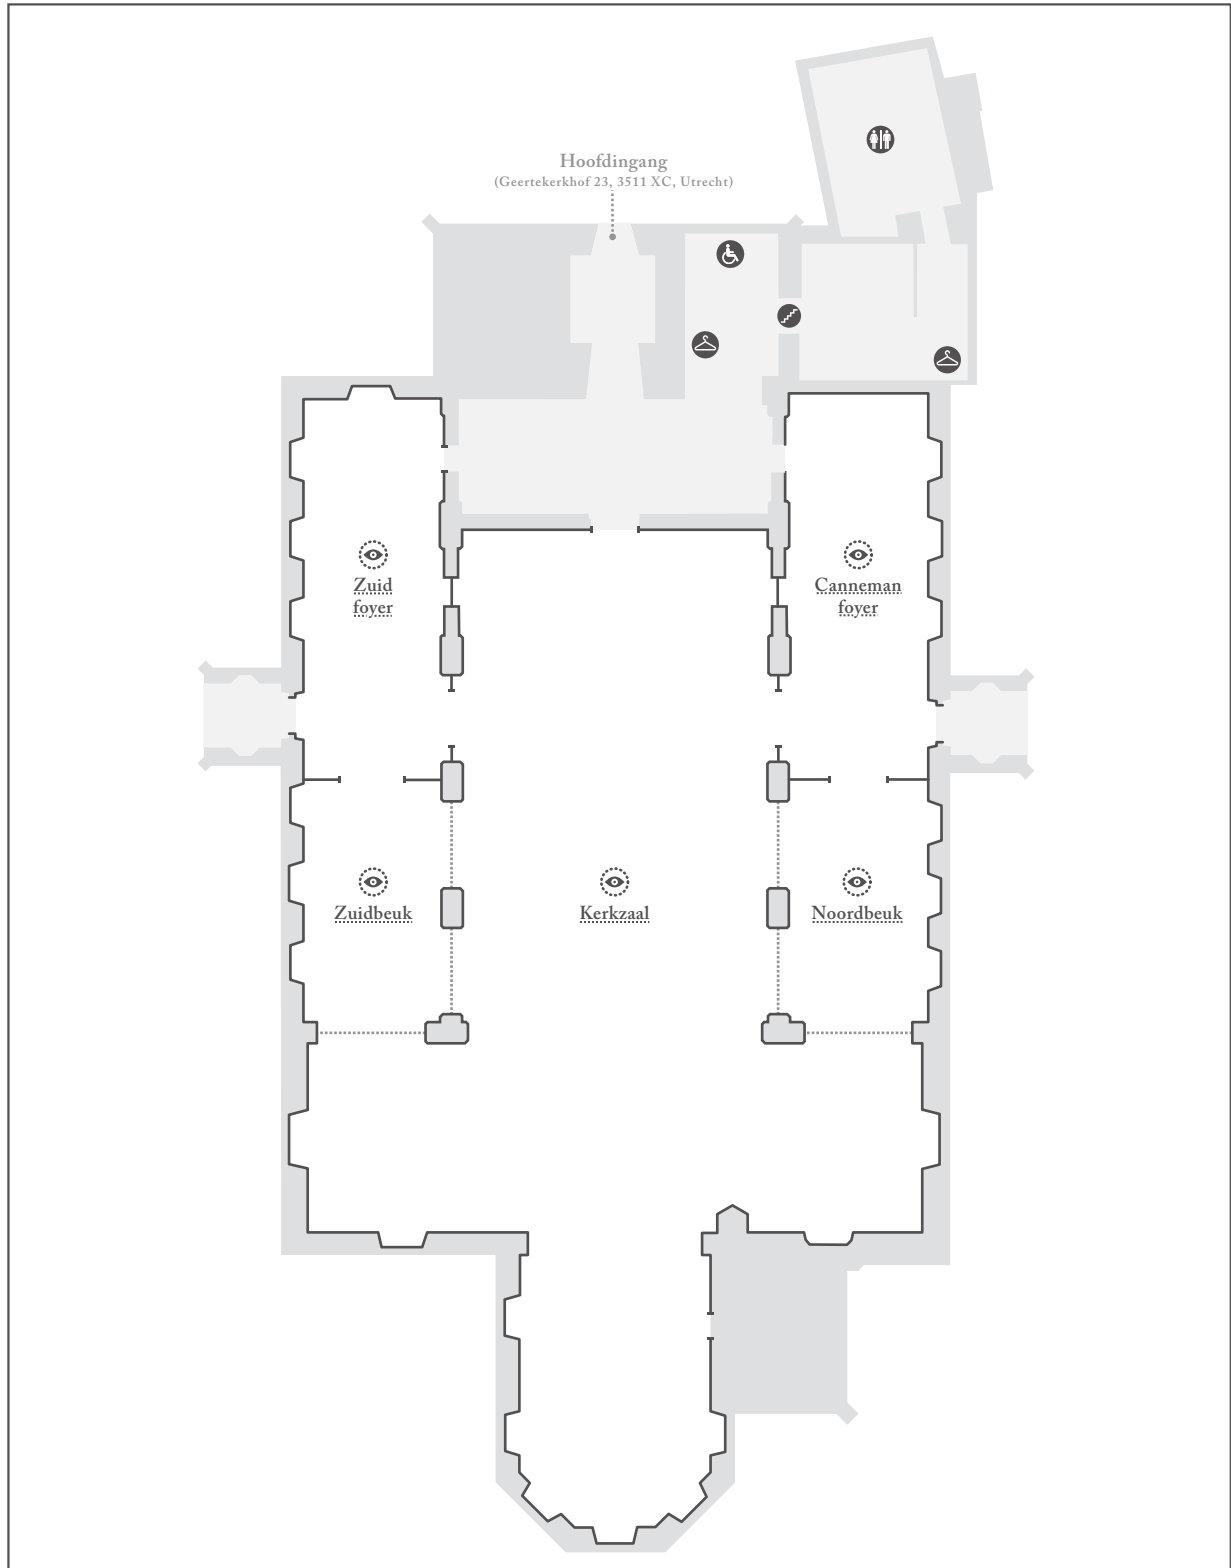 Hoofdingang
(Geertekerkhof 23, 3511 XC, Utrecht)
Zuid
foyer
Canneman
foyer
Zuidbeuk
Kerkzaal
Noordbeuk